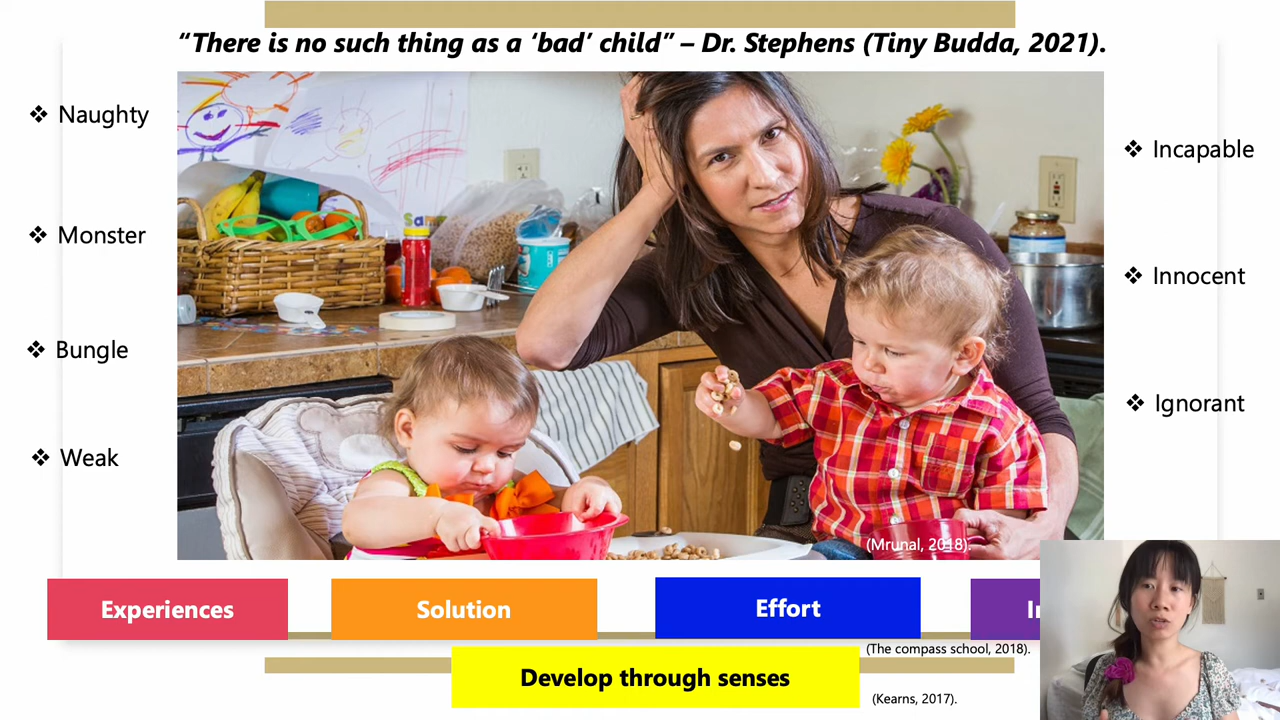 “There is no such thing as a ‘bad’ child” – Dr. Stephens (Tiny Budda, 2021).
❖ Naughty
❖ Monster
❖ Bungle
❖ Weak
❖ Incapable
❖ Innocent
❖ Ignorant
Sam
(Mrunal, 2018).
Experiences
Solution
Effort
(The compass school, 2018).
Develop through senses
(Kearns, 2017).